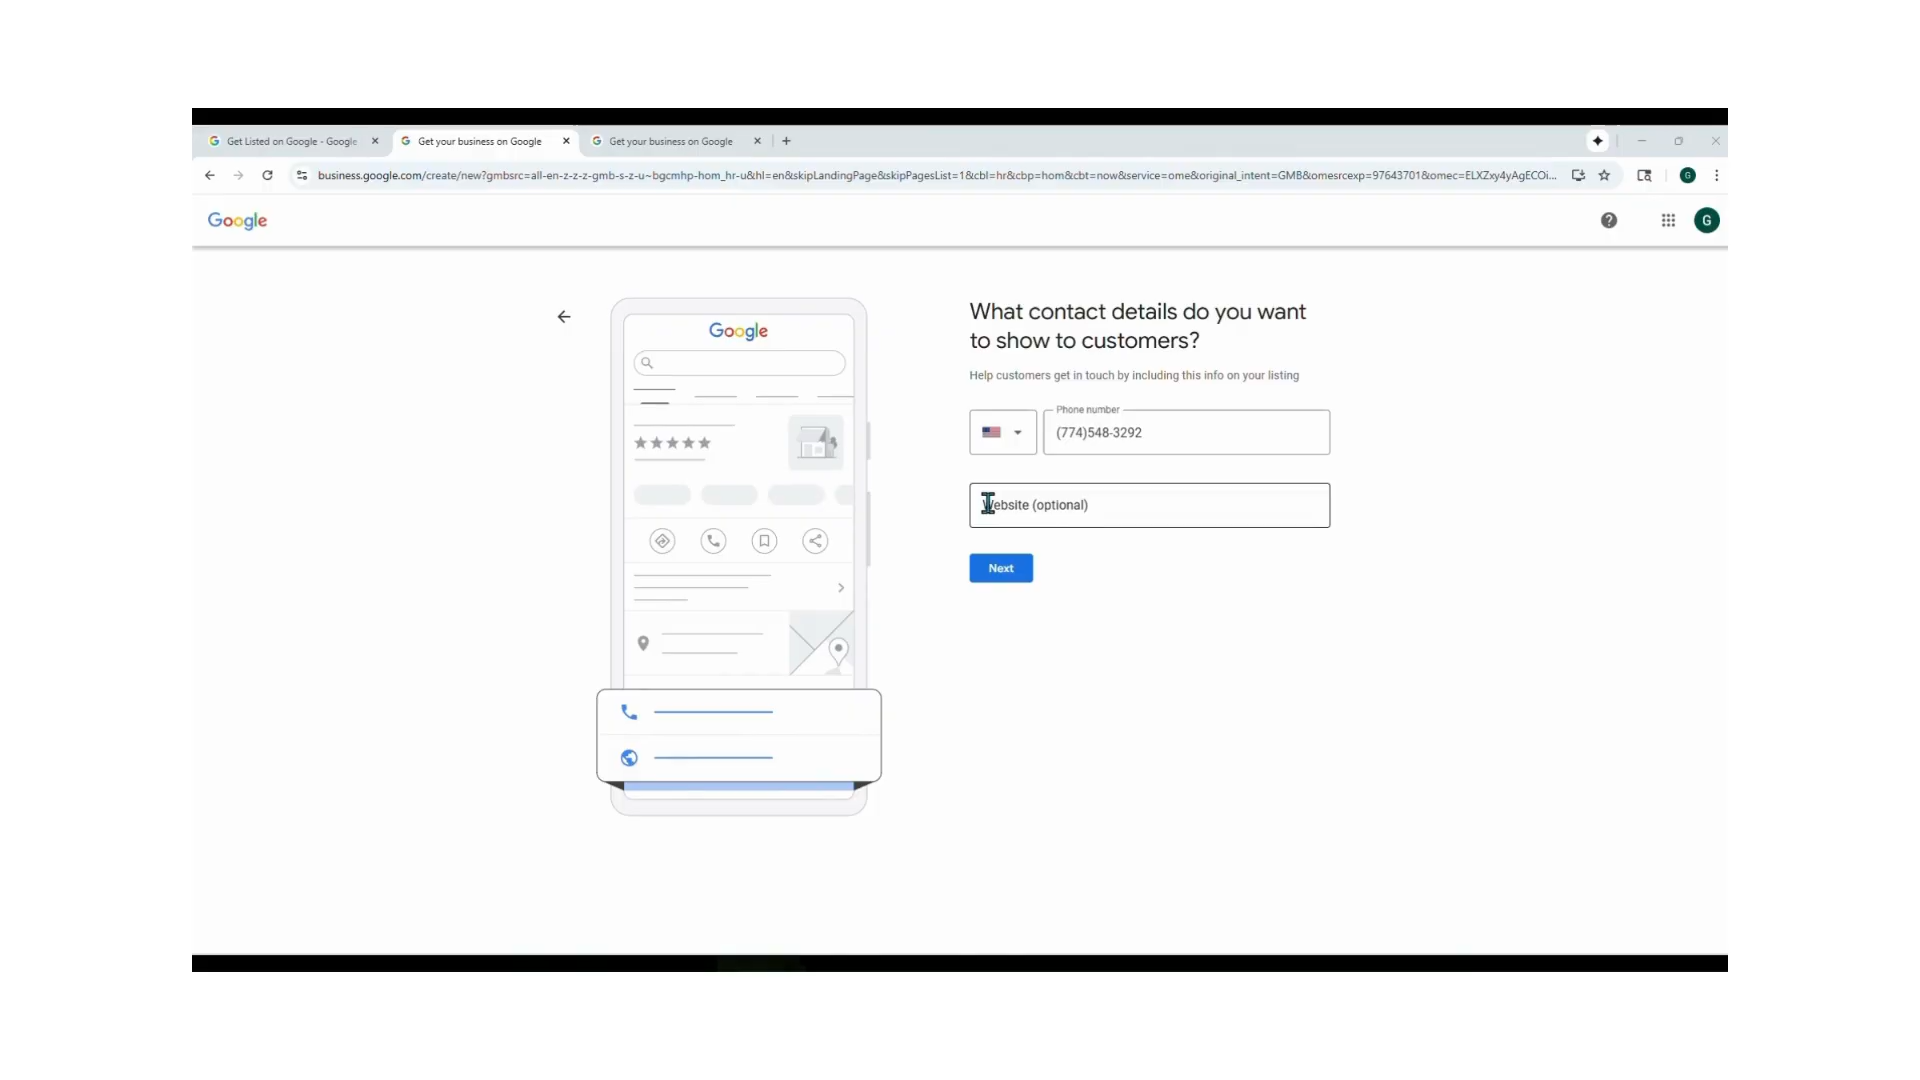 Get Listed on Google - Google
Get your business on Google
Get your business on Google
business.google.com/create/new?gmbsrc=all-en-z-z-z-gmb-s-z-u~bgcmhp-hom_hr-u&hl=en&skipLandingPage&skipPagesList=1&cbl=hr&cbp=hom&cbt=now&service=ome&original_intent=GMB&omesrcexp=97643701&omec=ELXZxy4yAgECOi...
G
Google
G
Google
What contact details do you want
to show to customers?
Help customers get in touch by including this info on your listing
Phone number
(774)548-3292
Website (optional)
Next